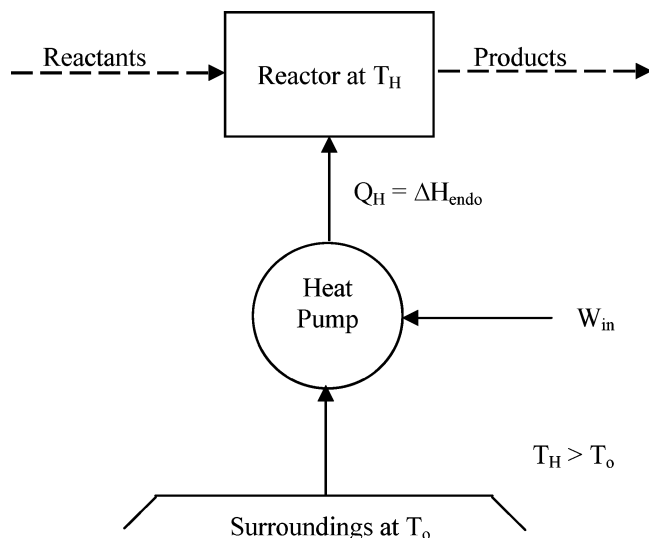 Reactants
Reactor at T_H
Products
Q_H = ΔH_endo
Heat
Pump
W_in
T_H > T_o
Surroundings at T_o